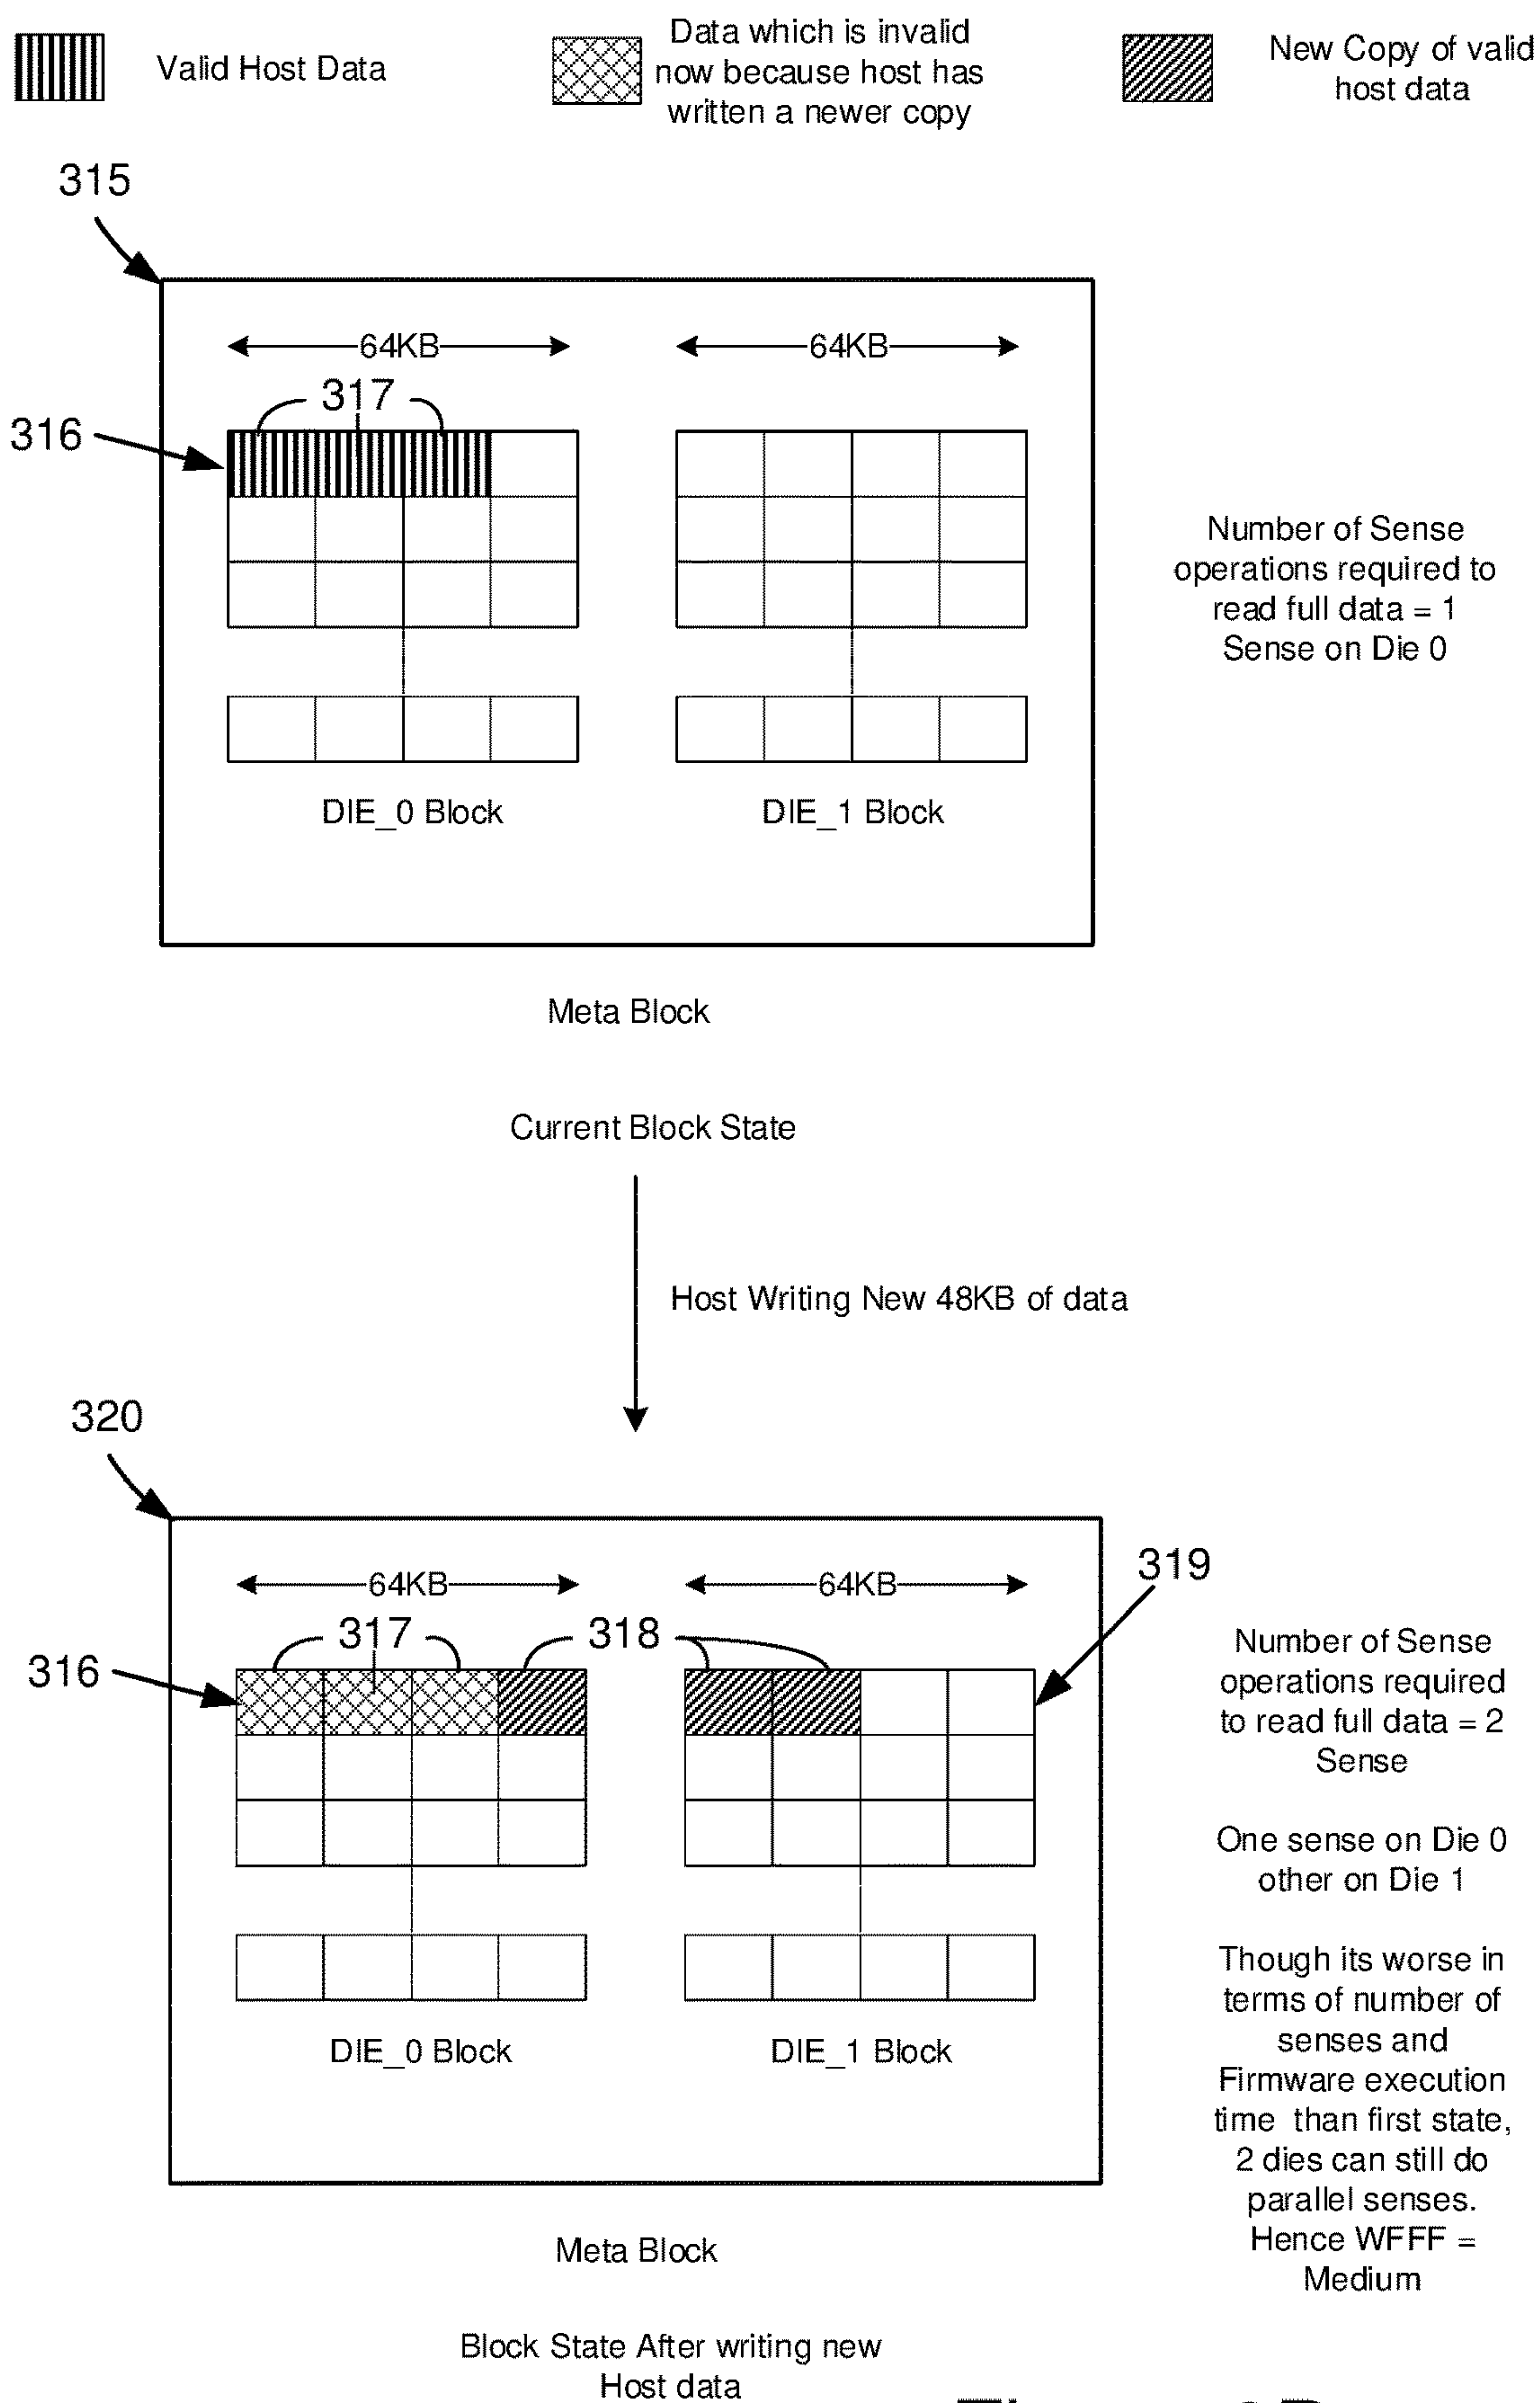 Valid Host Data
Data which is invalid
now because host has
written a newer copy
New Copy of valid
host data
315
64KB
64KB
317
316
Number of Sense
operations required to
read full data = 1
Sense on Die 0
DIE_0 Block
DIE_1 Block
Meta Block
Current Block State
Host Writing New 48KB of data
320
319
64KB
64KB
317
318
316
Number of Sense
operations required
to read full data = 2
Sense
One sense on Die 0
other on Die 1
Though its worse in
terms of number of
senses and
Firmware execution
time than first state,
2 dies can still do
parallel senses.
Hence WFFF =
Medium
DIE_0 Block
DIE_1 Block
Meta Block
Block State After writing new
Host data